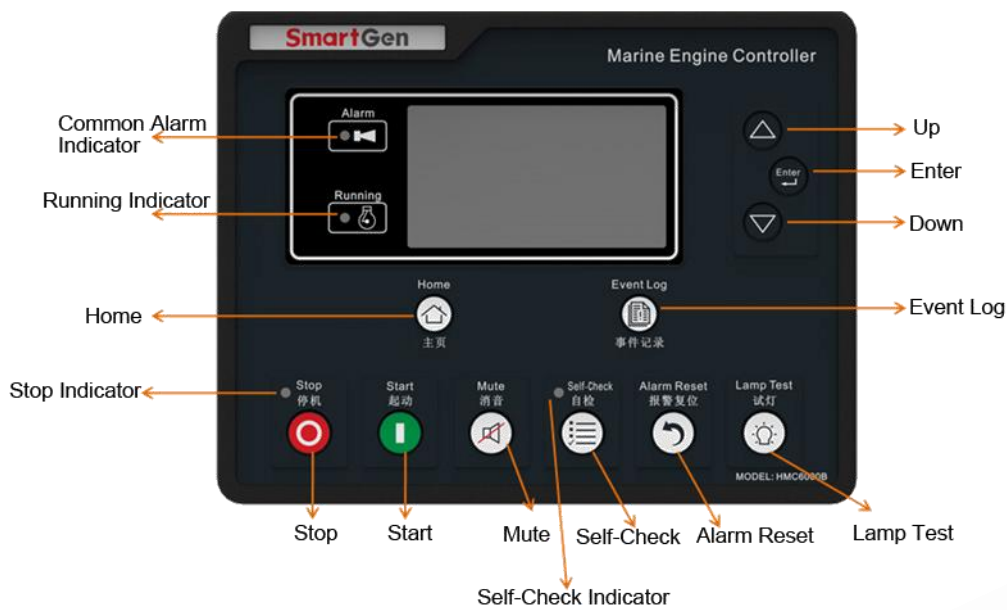 SmartGen
Marine Engine Controller
Alarm
Common Alarm
Indicator
Up
Enter
Enter
Running Indicator
Running
Down
Home
Event Log
Home
Event Log
主页
事件记录
Stop Indicator
Stop
停机
Start
起动
Mute
消音
Self-Check
自检
Alarm Reset
报警复位
Lamp Test
试灯
MODEL: HMC6000B
Stop
Start
Mute
Self-Check
Alarm Reset
Lamp Test
Self-Check Indicator